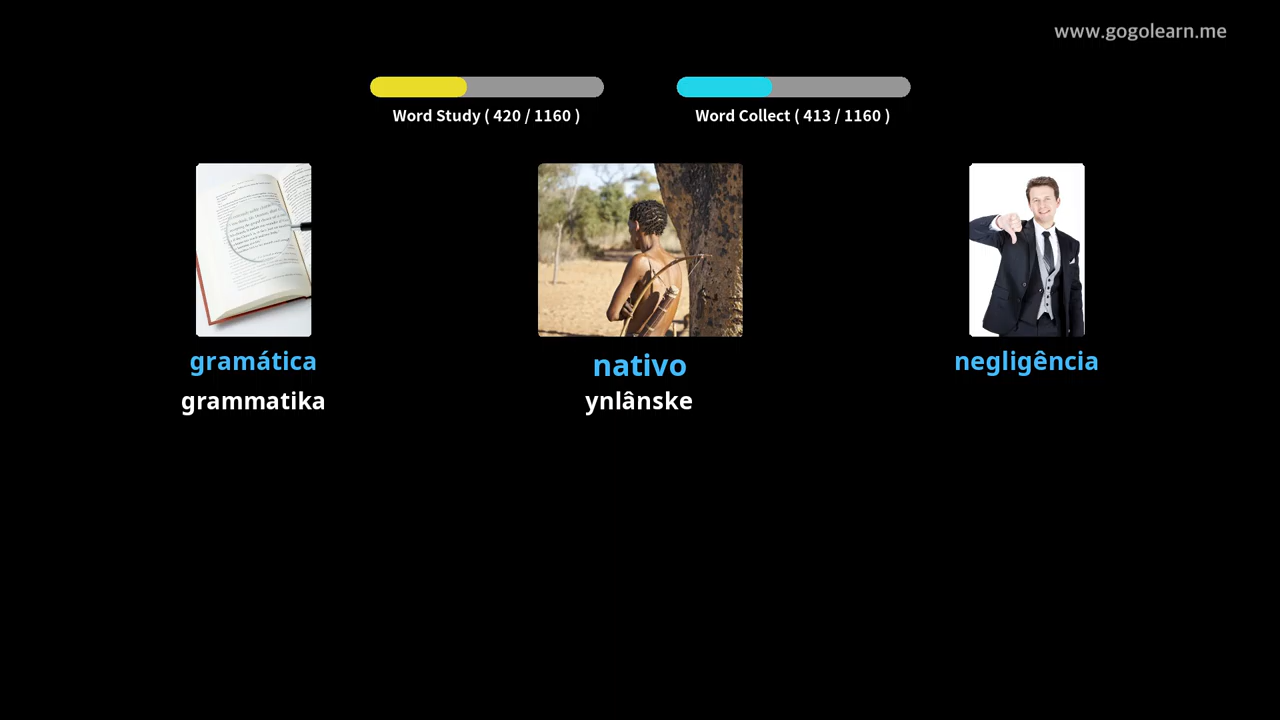 www.gogolearn.me
Word Study ( 420 / 1160 )
Word Collect ( 413 / 1160 )
gramática
nativo
negligência
grammatika
ynlânske